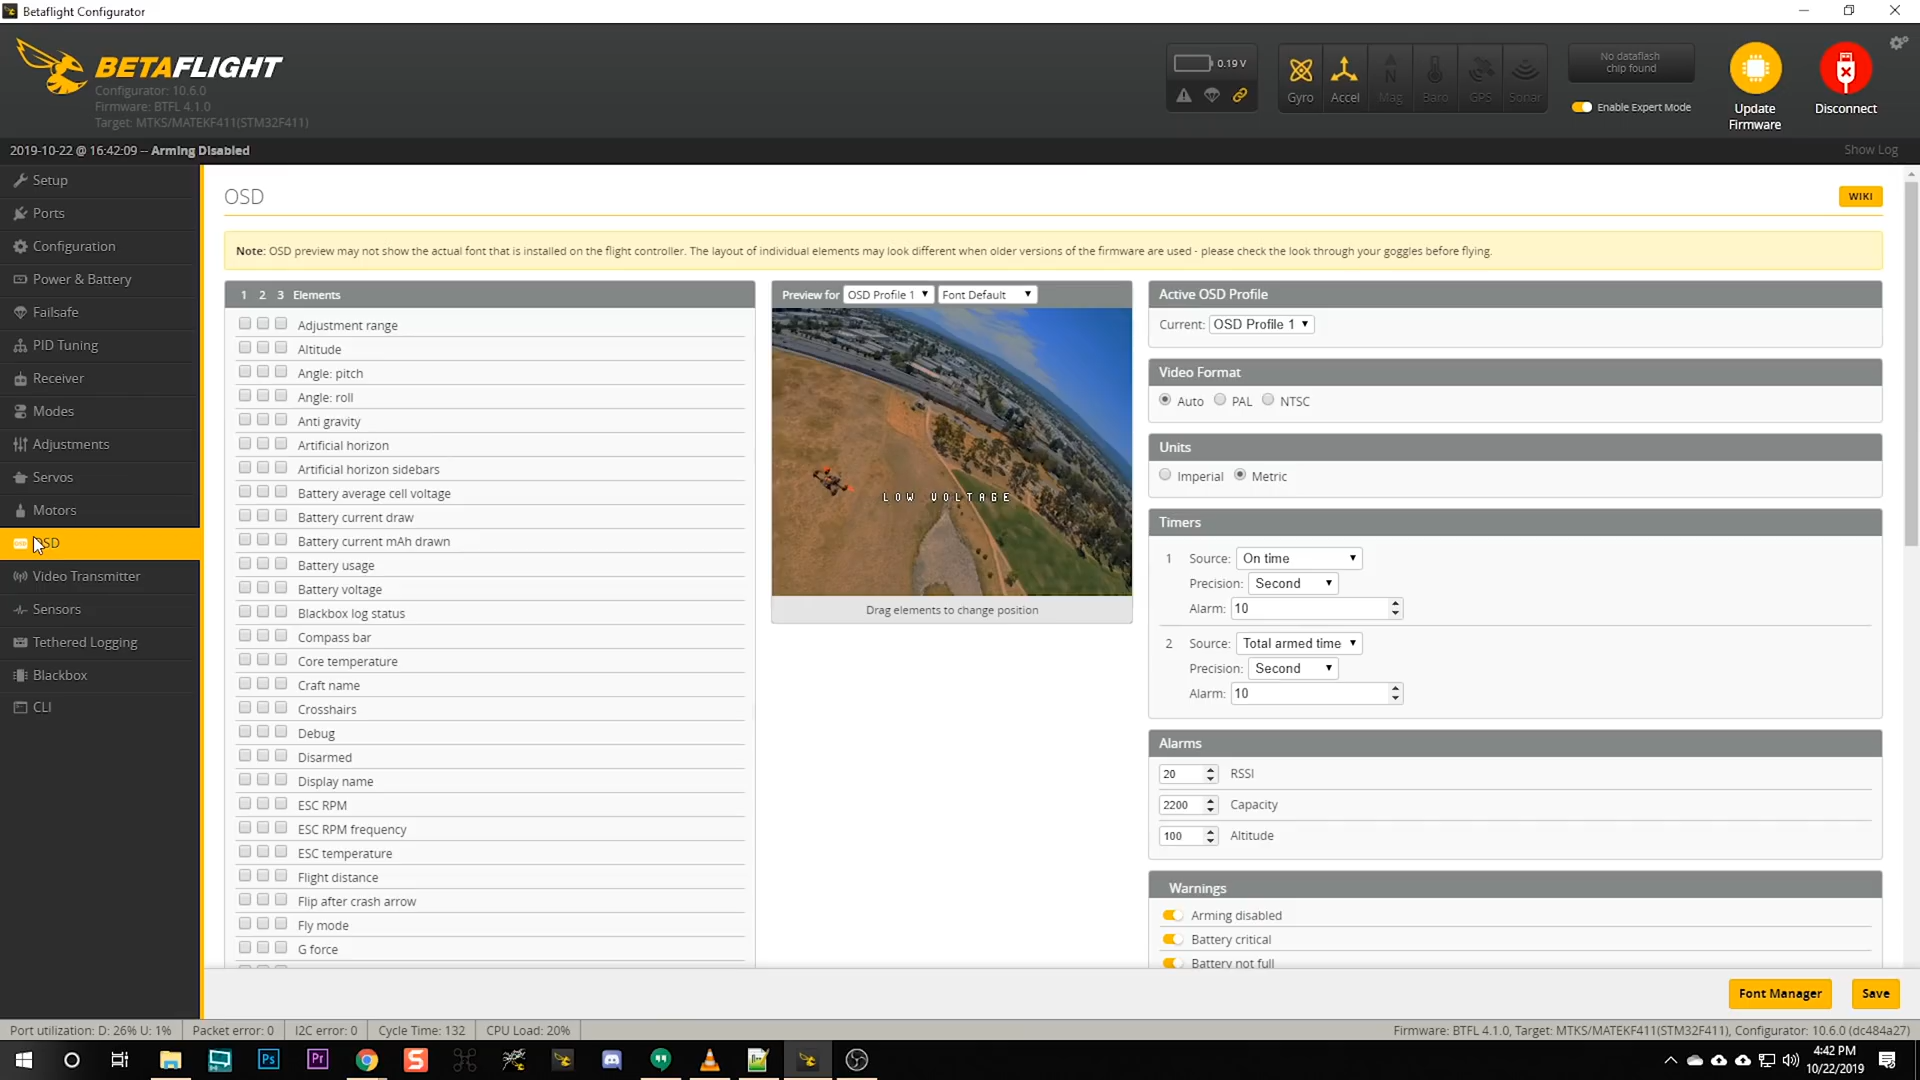 Betaflight Configurator
BETAFLIGHT
Configurator: 10.6.0
Firmware: BTFL 4.1.0
Target: MTKS/MATEKF411(STM32F411)
0.19 V
Gyro
Accel
Mag
Baro
GPS
Sonar
No dataflash
chip found
Enable Expert Mode
Update
Firmware
Disconnect
2019-10-22 @ 16:42:09 -- Arming Disabled
Show Log
Setup
Ports
Configuration
Power & Battery
Failsafe
PID Tuning
Receiver
Modes
Adjustments
Servos
Motors
OSD
Video Transmitter
Sensors
Tethered Logging
Blackbox
CLI
OSD
WIKI
Note: OSD preview may not show the actual font that is installed on the flight controller. The layout of individual elements may look different when older versions of the firmware are used - please check the look through your goggles before flying.
1 2 3 Elements
Adjustment range
Altitude
Angle: pitch
Angle: roll
Anti gravity
Artificial horizon
Artificial horizon sidebars
Battery average cell voltage
Battery current draw
Battery current mAh drawn
Battery usage
Battery voltage
Blackbox log status
Compass bar
Core temperature
Craft name
Crosshairs
Debug
Disarmed
Display name
ESC RPM
ESC RPM frequency
ESC temperature
Flight distance
Flip after crash arrow
Fly mode
G force
Preview for OSD Profile 1 Font Default
LOW VOLTAGE
Drag elements to change position
Active OSD Profile
Current: OSD Profile 1
Video Format
Auto PAL NTSC
Units
Imperial Metric
Timers
1 Source: On time
Precision: Second
Alarm: 10
2 Source: Total armed time
Precision: Second
Alarm: 10
Alarms
20 RSSI
2200 Capacity
100 Altitude
Warnings
Arming disabled
Battery critical
Battery not full
Font Manager
Save
Port utilization: D: 26% U: 1% Packet error: 0 I2C error: 0 Cycle Time: 132 CPU Load: 20%
Firmware: BTFL 4.1.0, Target: MTKS/MATEKF411(STM32F411), Configurator: 10.6.0 (dc484a27)
Ps
Pr
S
4:42 PM
10/22/2019